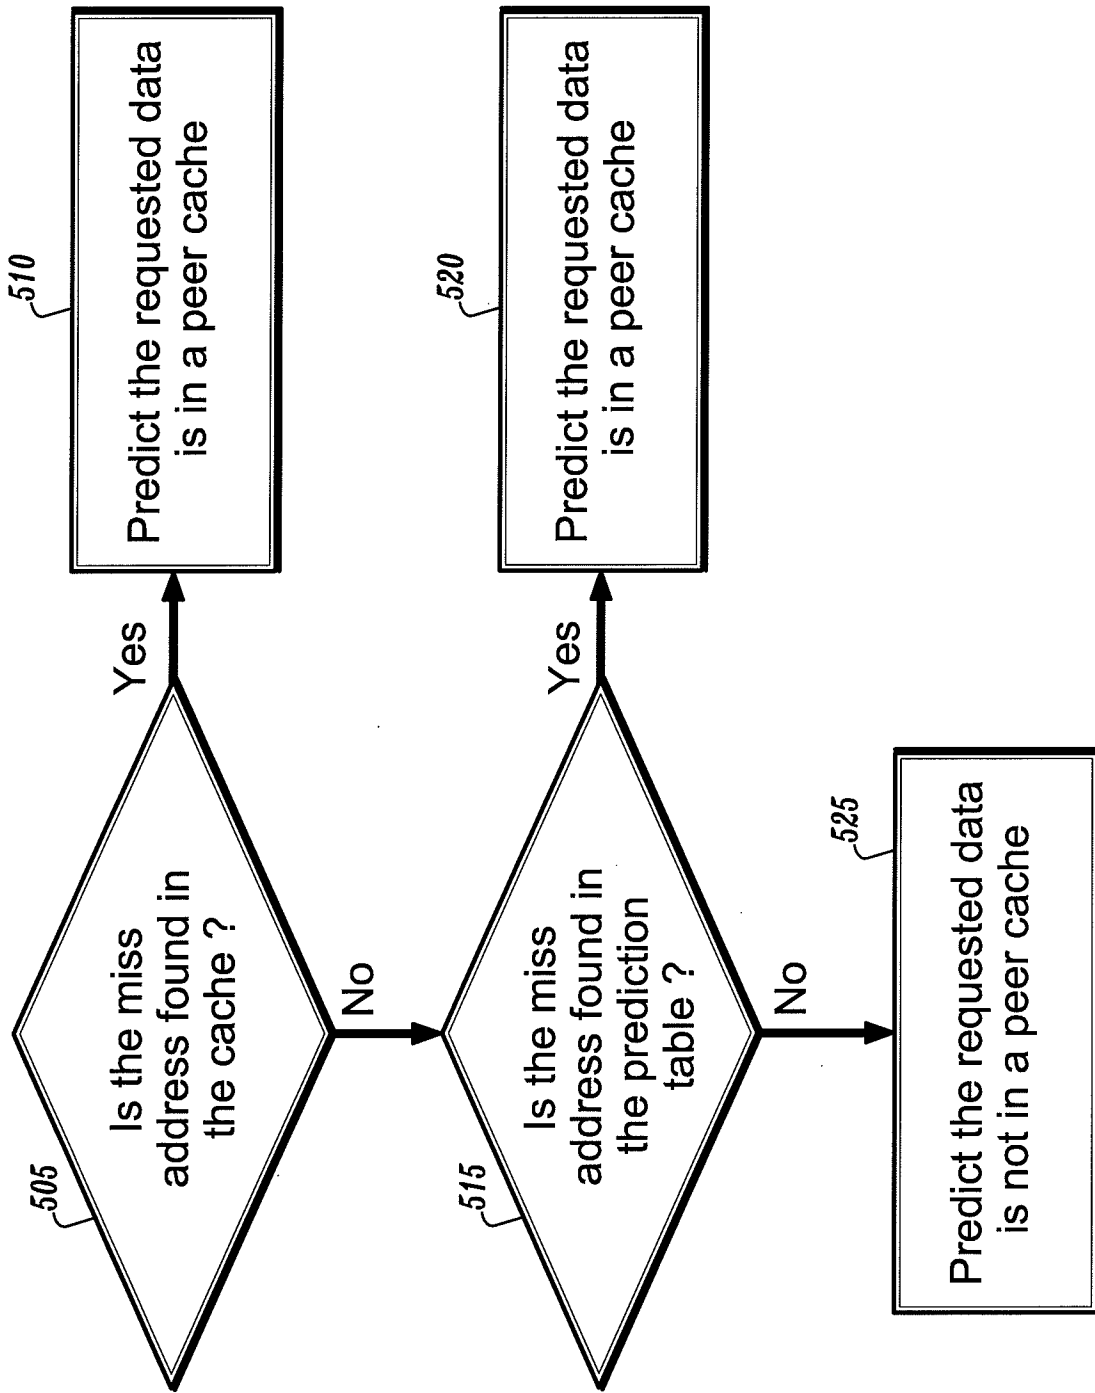 505
Is the miss
address found in
the cache ?
Yes
510
Predict the requested data
is in a peer cache
No
515
Is the miss
address found in
the prediction
table ?
Yes
520
Predict the requested data
is in a peer cache
No
525
Predict the requested data
is not in a peer cache